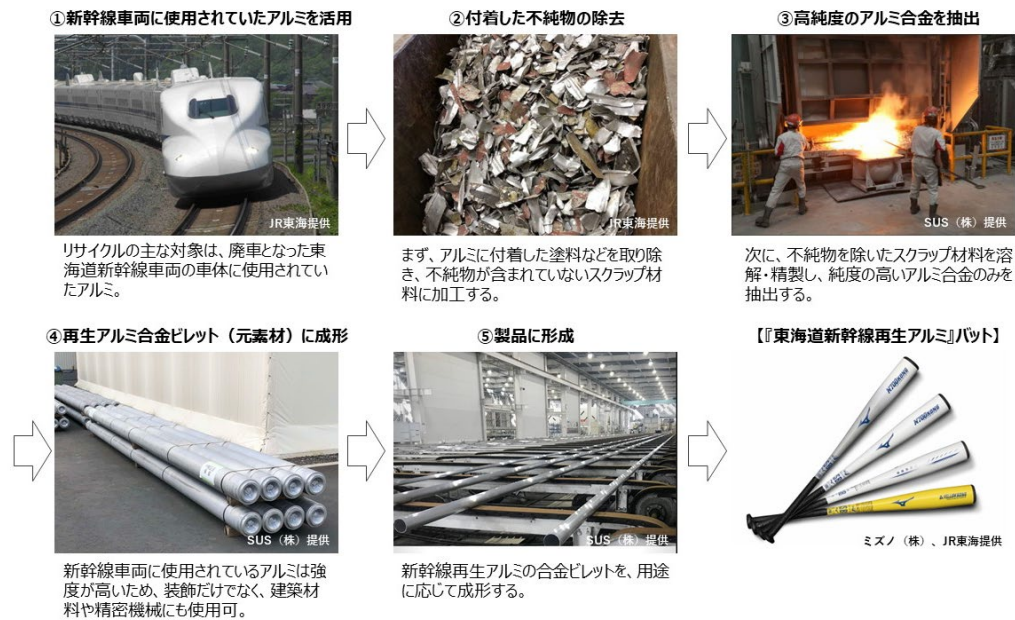 ①新幹線車両に使用されていたアルミを活用
JR東海提供
リサイクルの主な対象は、廃車となった東
海道新幹線車両の車体に使用されてい
たアルミ。
②付着した不純物の除去
JR東海提供
まず、アルミに付着した塗料などを取り除
き、不純物が含まれていないスクラップ材
料に加工する。
③高純度のアルミ合金を抽出
SUS（株）提供
次に、不純物を除いたスクラップ材料を溶
解・精製し、純度の高いアルミ合金のみを
抽出する。
④再生アルミ合金ビレット（元素材）に成形
SUS（株）提供
新幹線車両に使用されているアルミは強
度が高いため、装飾だけでなく、建築材
料や精密機械にも使用可。
⑤製品に形成
SUS（株）提供
新幹線再生アルミの合金ビレットを、用途
に応じて成形する。
【『東海道新幹線再生アルミ』バット】
ミズノ（株）、JR東海提供